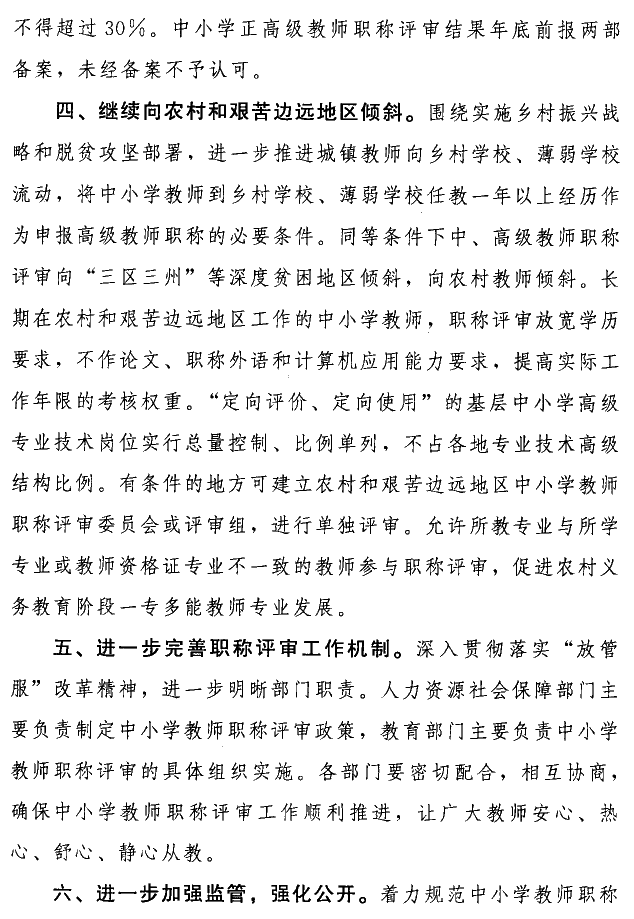 不得超过30%。中小学正高级教师职称评审结果年底前报两部
备案，未经备案不予认可。
四、继续向农村和艰苦边远地区倾斜。围绕实施乡村振兴战
略和脱贫攻坚部署，进一步推进城镇教师向乡村学校、薄弱学校
流动，将中小学教师到乡村学校、薄弱学校任教一年以上经历作
为申报高级教师职称的必要条件。同等条件下中、高级教师职称
评审向“三区三州”等深度贫困地区倾斜，向农村教师倾斜。长
期在农村和艰苦边远地区工作的中小学教师，职称评审放宽学历
要求，不作论文、职称外语和计算机应用能力要求，提高实际工
作年限的考核权重。“定向评价、定向使用”的基层中小学高级
专业技术岗位实行总量控制、比例单列，不占各地专业技术高级
结构比例。有条件的地方可建立农村和艰苦边远地区中小学教师
职称评审委员会或评审组，进行单独评审。允许所教专业与所学
专业或教师资格证专业不一致的教师参与职称评审，促进农村义
务教育阶段一专多能教师专业发展。
五、进一步完善职称评审工作机制。深入贯彻落实“放管
服”改革精神，进一步明晰部门职责。人力资源社会保障部门主
要负责制定中小学教师职称评审政策，教育部门主要负责中小学
教师职称评审的具体组织实施。各部门要密切配合，相互协商，
确保中小学教师职称评审工作顺利推进，让广大教师安心、热
心、舒心、静心从教。
六、进一步加强监管，强化公开。着力规范中小学教师职称